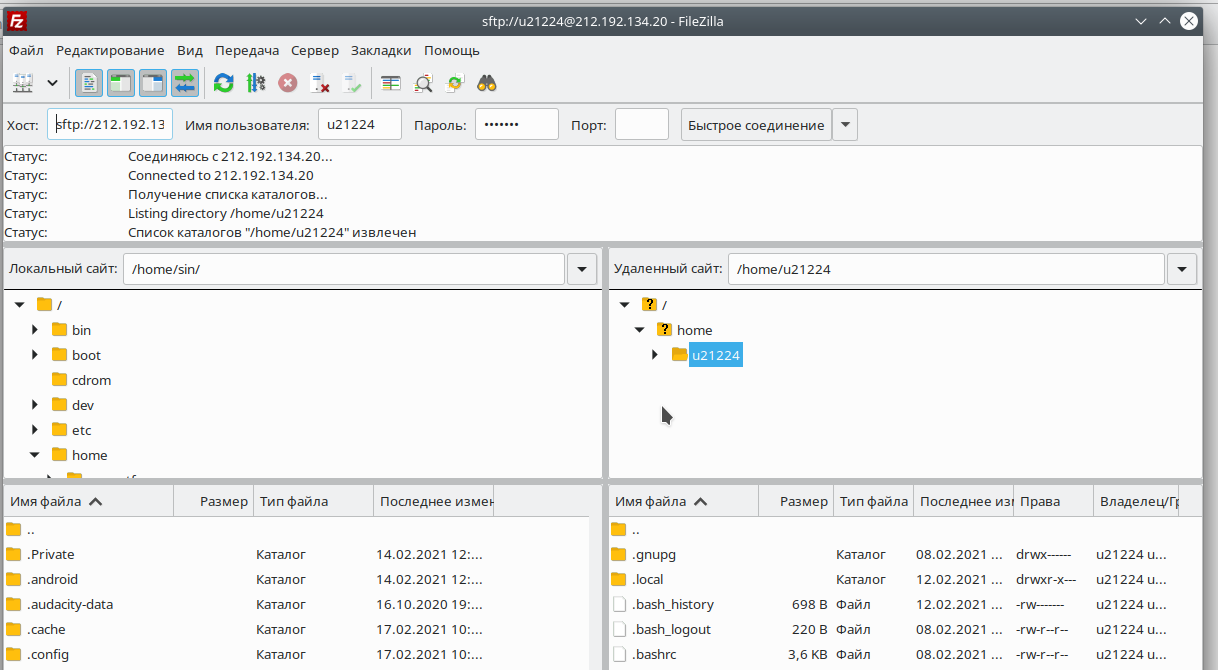 sftp://u21224@212.192.134.20 - FileZilla
Файл Редактирование Вид Передача Сервер Закладки Помощь
Хост: sftp://212.192.13 Имя пользователя: u21224 Пароль: ••••••• Порт: Быстрое соединение
Статус: Соединяюсь с 212.192.134.20...
Статус: Connected to 212.192.134.20
Статус: Получение списка каталогов...
Статус: Listing directory /home/u21224
Статус: Список каталогов "/home/u21224" извлечен
Локальный сайт: /home/sin/
/
bin
boot
cdrom
dev
etc
home
Удаленный сайт: /home/u21224
/
home
u21224
Имя файла Размер Тип файла Последнее измен
..
.Private Каталог 14.02.2021 12:...
.android Каталог 14.02.2021 12:...
.audacity-data Каталог 16.10.2020 19:...
.cache Каталог 17.02.2021 10:...
.config Каталог 17.02.2021 10:...
Имя файла Размер Тип файла Последнее изм Права Владелец/Гр
..
.gnupg Каталог 08.02.2021 ... drwx------ u21224 u...
.local Каталог 12.02.2021 ... drwxr-x--- u21224 u...
.bash_history 698 B Файл 12.02.2021 ... -rw------- u21224 u...
.bash_logout 220 B Файл 08.02.2021 ... -rw-r--r-- u21224 u...
.bashrc 3,6 KB Файл 08.02.2021 ... -rw-r--r-- u21224 u...